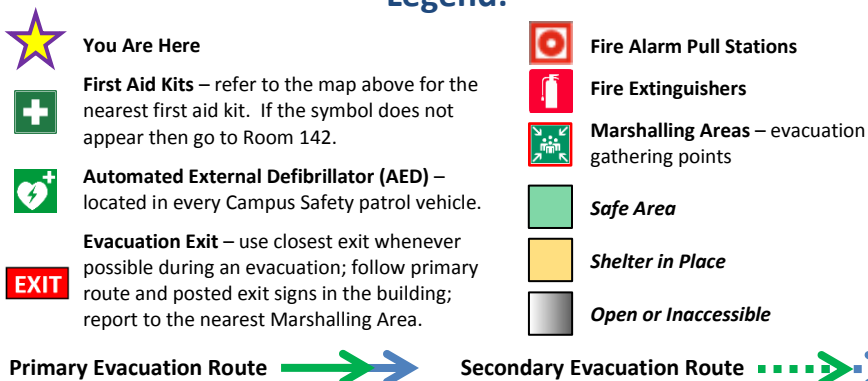 Legend:
You Are Here
First Aid Kits – refer to the map above for the
nearest first aid kit.  If the symbol does not
appear then go to Room 142.
Automated External Defibrillator (AED) –
located in every Campus Safety patrol vehicle.
Evacuation Exit – use closest exit whenever
possible during an evacuation; follow primary
route and posted exit signs in the building;
report to the nearest Marshalling Area.
EXIT
Fire Alarm Pull Stations
Fire Extinguishers
Marshalling Areas – evacuation
gathering points
Safe Area
Shelter in Place
Open or Inaccessible
Primary Evacuation Route
Secondary Evacuation Route